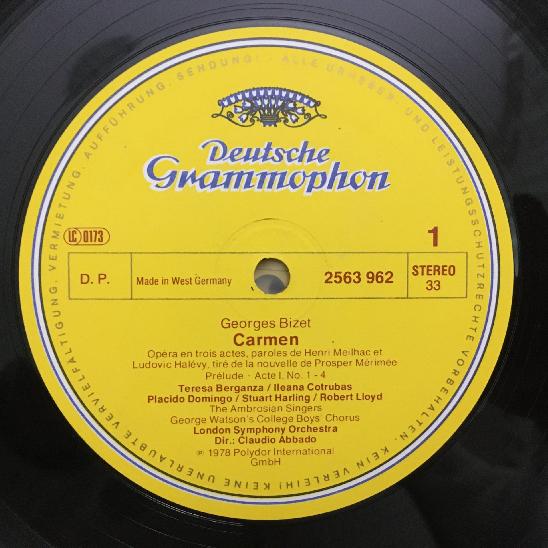 VERVIELFÄLTIGUNG, VERMIETUNG, AUFFÜHRUNG, SENDUNG! - ALLE URHEBER- UND LEISTUNGSSCHUTZRECHTE VORBEHALTEN. KEIN VERLEIH! KEINE UNERLAUBTE
Deutsche
Grammophon
LC 0173
1
D. P.
Made in West Germany
2563 962
STEREO
33
Georges Bizet
Carmen
Opéra en trois actes, paroles de Henri Meilhac et
Ludovic Halévy, tiré de la nouvelle de Prosper Mérimée
Prélude · Acte I, No. 1 - 4
Teresa Berganza / Ileana Cotrubas
Placido Domingo / Stuart Harling / Robert Lloyd
The Ambrosian Singers
George Watson's College Boys' Chorus
London Symphony Orchestra
Dir.: Claudio Abbado
℗ 1978 Polydor International
GmbH